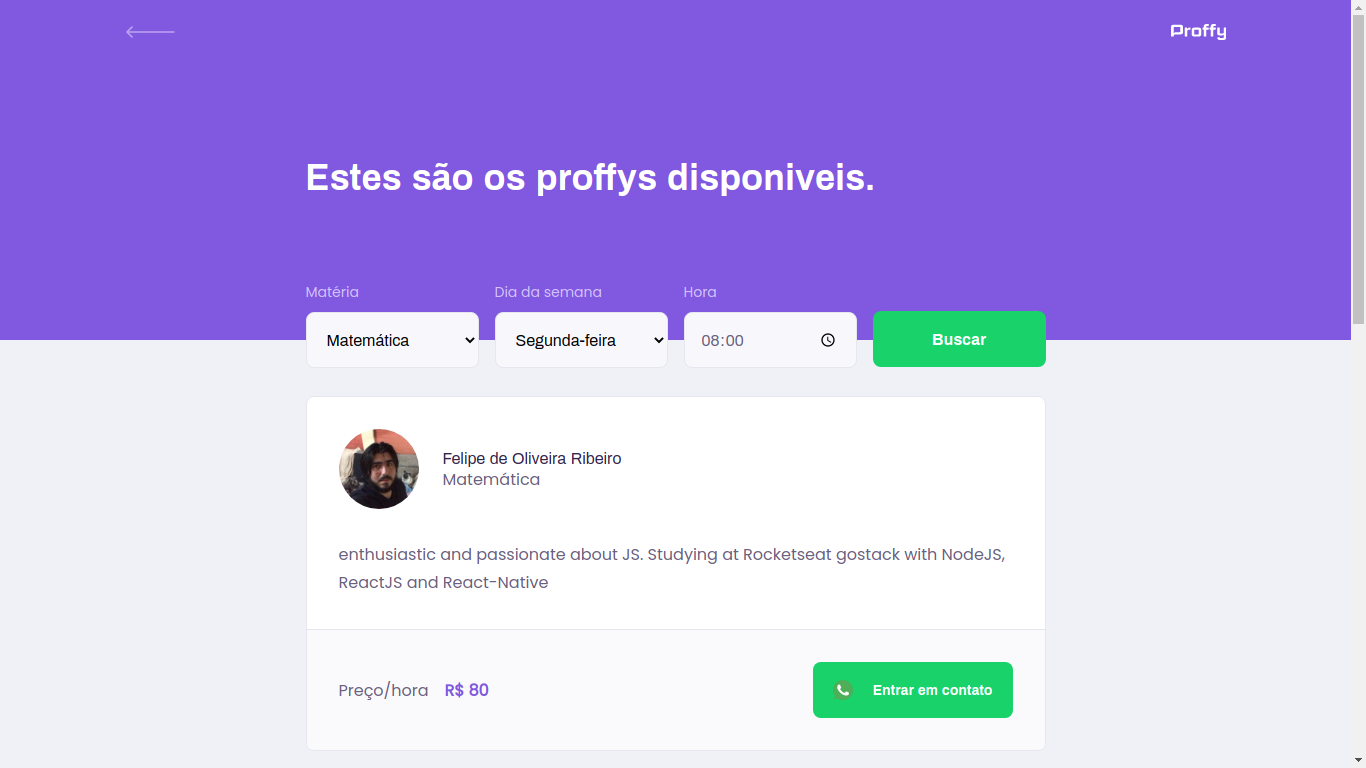 Proffy
Estes são os proffys disponiveis.
Matéria
Dia da semana
Hora
Matemática
Segunda-feira
08:00
Buscar
Felipe de Oliveira Ribeiro
Matemática
enthusiastic and passionate about JS. Studying at Rocketseat gostack with NodeJS,
ReactJS and React-Native
Preço/hora R$ 80
Entrar em contato